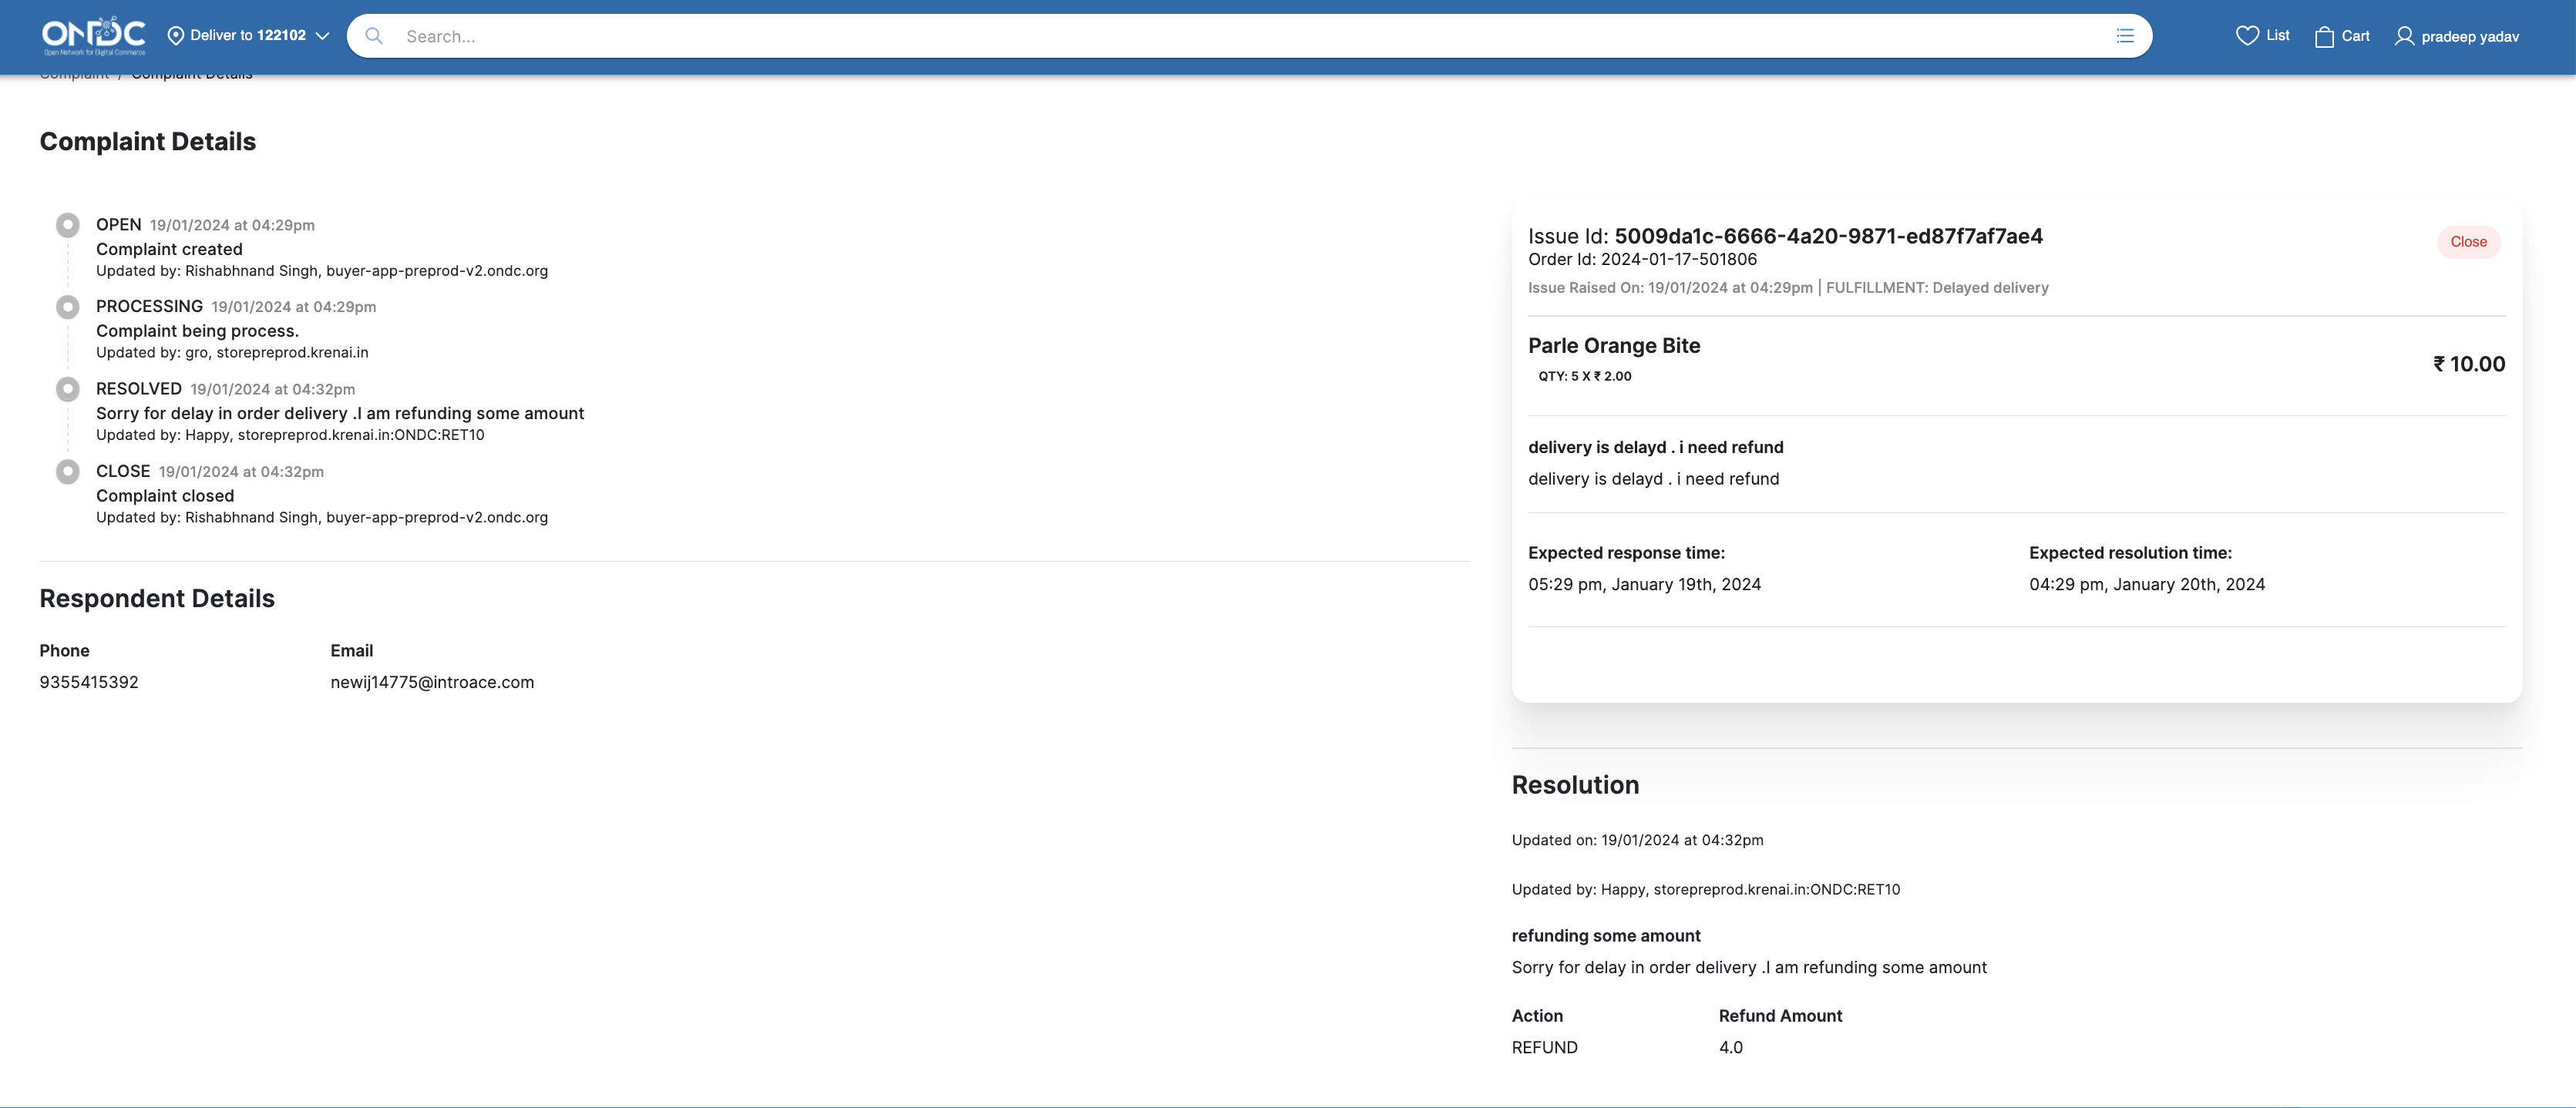 ONDC
Open Network for Digital Commerce
Deliver to 122102
Search...
List
Cart
pradeep yadav
Complaint / Complaint Details
Complaint Details
OPEN 19/01/2024 at 04:29pm
Complaint created
Updated by: Rishabhnand Singh, buyer-app-preprod-v2.ondc.org
PROCESSING 19/01/2024 at 04:29pm
Complaint being process.
Updated by: gro, storepreprod.krenai.in
RESOLVED 19/01/2024 at 04:32pm
Sorry for delay in order delivery .I am refunding some amount
Updated by: Happy, storepreprod.krenai.in:ONDC:RET10
CLOSE 19/01/2024 at 04:32pm
Complaint closed
Updated by: Rishabhnand Singh, buyer-app-preprod-v2.ondc.org
Respondent Details
Phone
9355415392
Email
newij14775@introace.com
Issue Id: 5009da1c-6666-4a20-9871-ed87f7af7ae4
Close
Order Id: 2024-01-17-501806
Issue Raised On: 19/01/2024 at 04:29pm | FULFILLMENT: Delayed delivery
Parle Orange Bite
QTY: 5 X ₹ 2.00
₹ 10.00
delivery is delayd . i need refund
delivery is delayd . i need refund
Expected response time:
05:29 pm, January 19th, 2024
Expected resolution time:
04:29 pm, January 20th, 2024
Resolution
Updated on: 19/01/2024 at 04:32pm
Updated by: Happy, storepreprod.krenai.in:ONDC:RET10
refunding some amount
Sorry for delay in order delivery .I am refunding some amount
Action
REFUND
Refund Amount
4.0